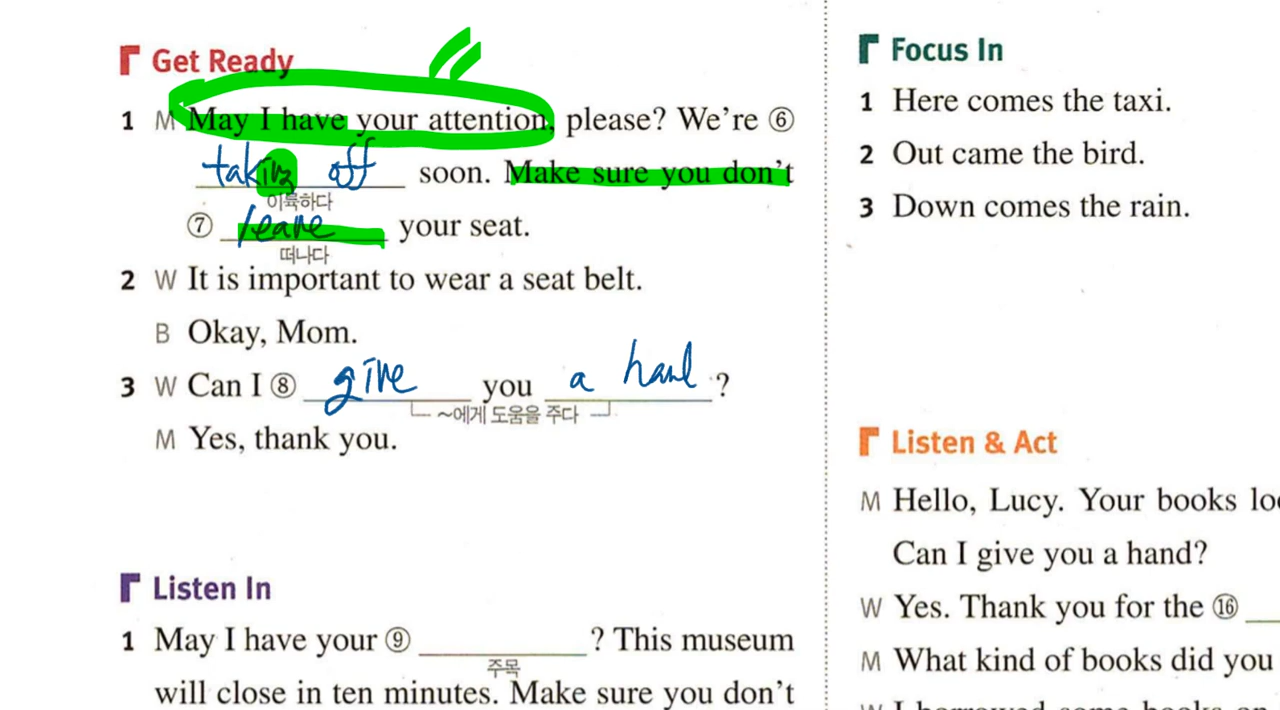 Get Ready
1 M May I have your attention, please? We're ⑥
taking off soon. Make sure you don't
이륙하다
⑦ leave your seat.
떠나다
2 W It is important to wear a seat belt.
B Okay, Mom.
3 W Can I ⑧ give you a hand ?
~에게 도움을 주다
M Yes, thank you.
Listen In
1 May I have your ⑨ ? This museum
주목
will close in ten minutes. Make sure you don't
Focus In
1 Here comes the taxi.
2 Out came the bird.
3 Down comes the rain.
Listen & Act
M Hello, Lucy. Your books
Can I give you a hand?
W Yes. Thank you for the ⑯
M What kind of books did you
W I borrowed some books on